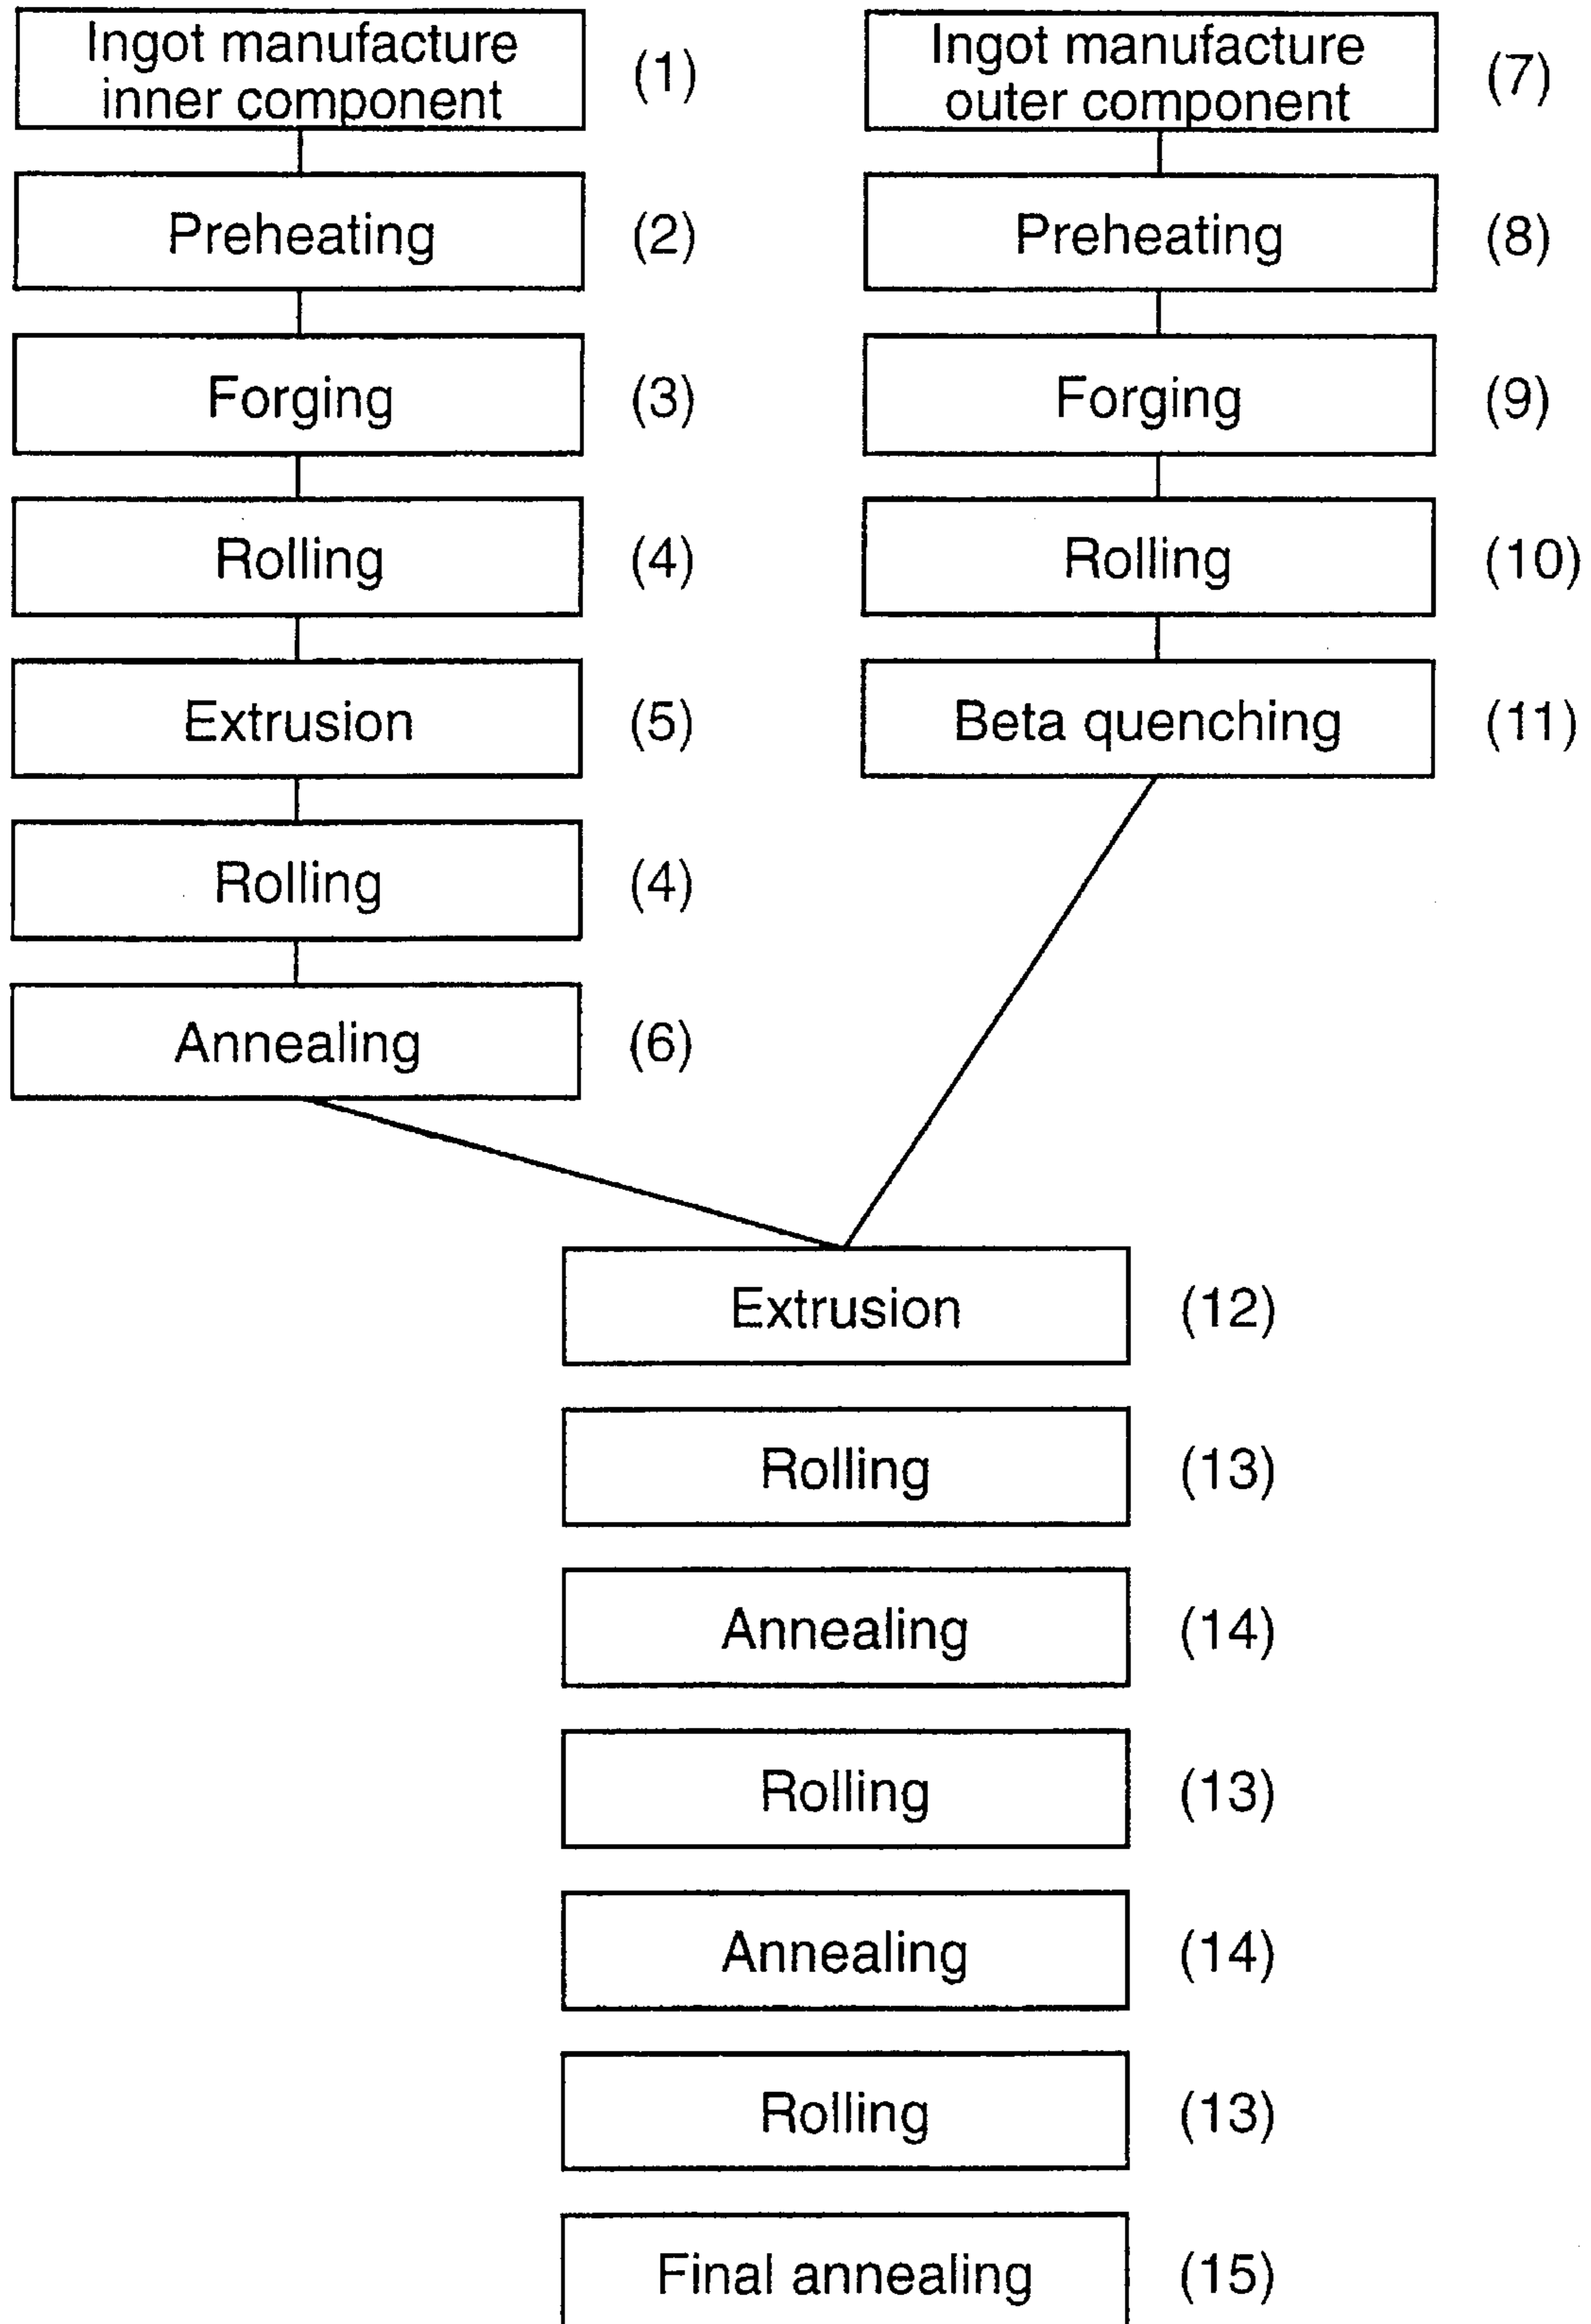 Ingot manufacture
inner component
(1)
Preheating
(2)
Forging
(3)
Rolling
(4)
Extrusion
(5)
Rolling
(4)
Annealing
(6)
Ingot manufacture
outer component
(7)
Preheating
(8)
Forging
(9)
Rolling
(10)
Beta quenching
(11)
Extrusion
(12)
Rolling
(13)
Annealing
(14)
Rolling
(13)
Annealing
(14)
Rolling
(13)
Final annealing
(15)